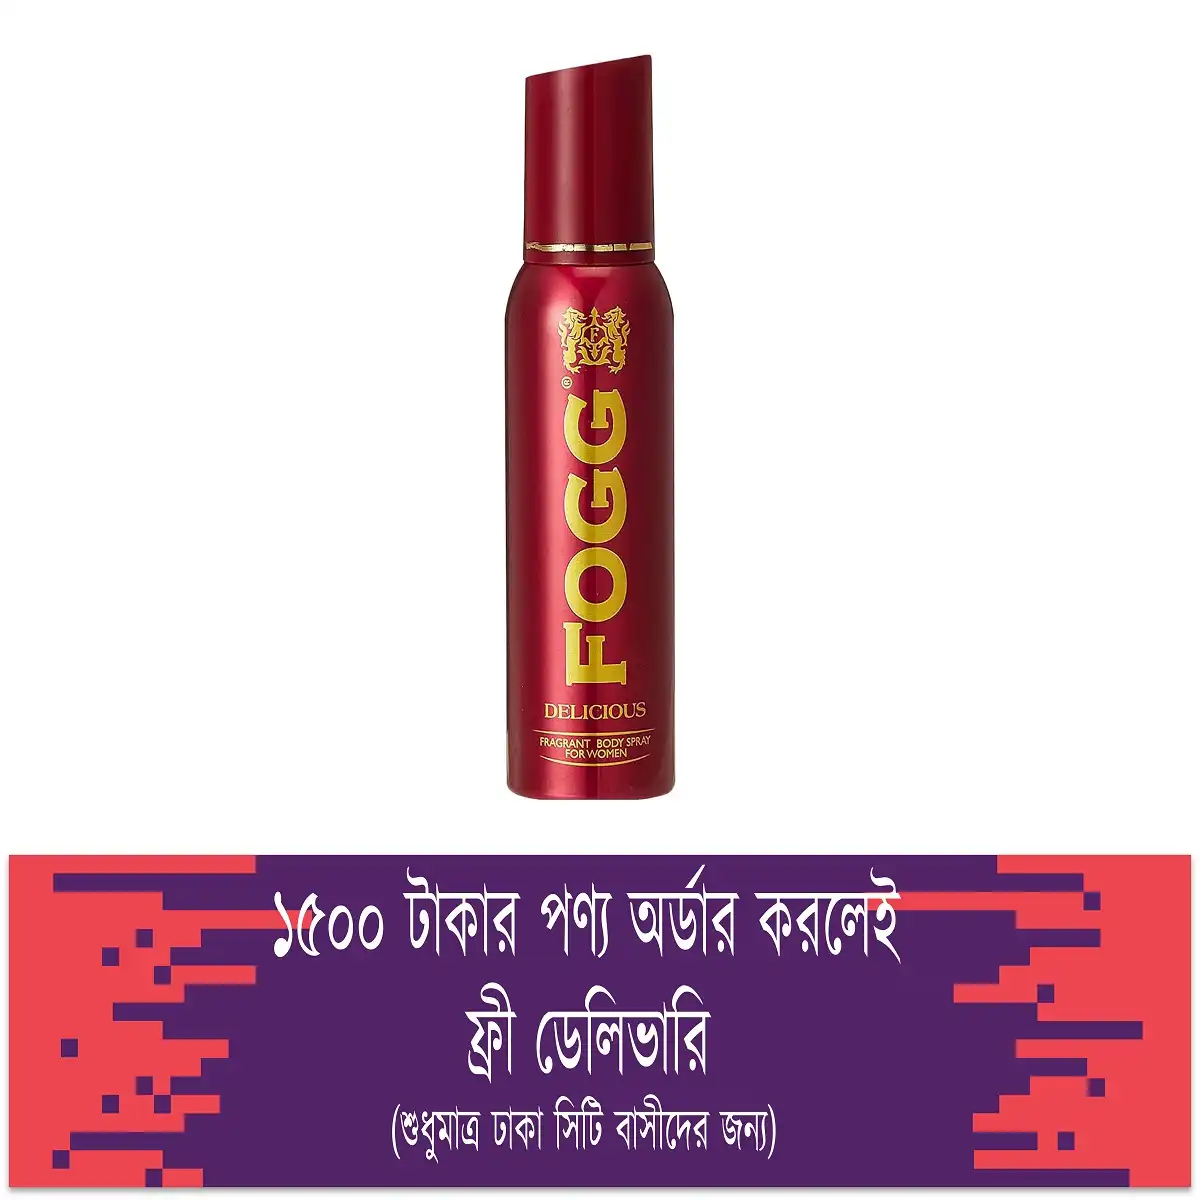 F
FOGG®
DELICIOUS
FRAGRANT BODY SPRAY
FOR WOMEN
১৫০০ টাকার পণ্য অর্ডার করলেই
ফ্রী ডেলিভারি
(শুধুমাত্র ঢাকা সিটি বাসীদের জন্য)